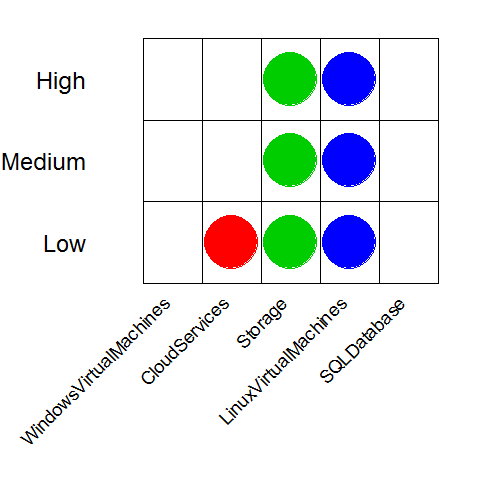 High
Medium
Low
WindowsVirtualMachines
CloudServices
Storage
LinuxVirtualMachines
SQLDatabase